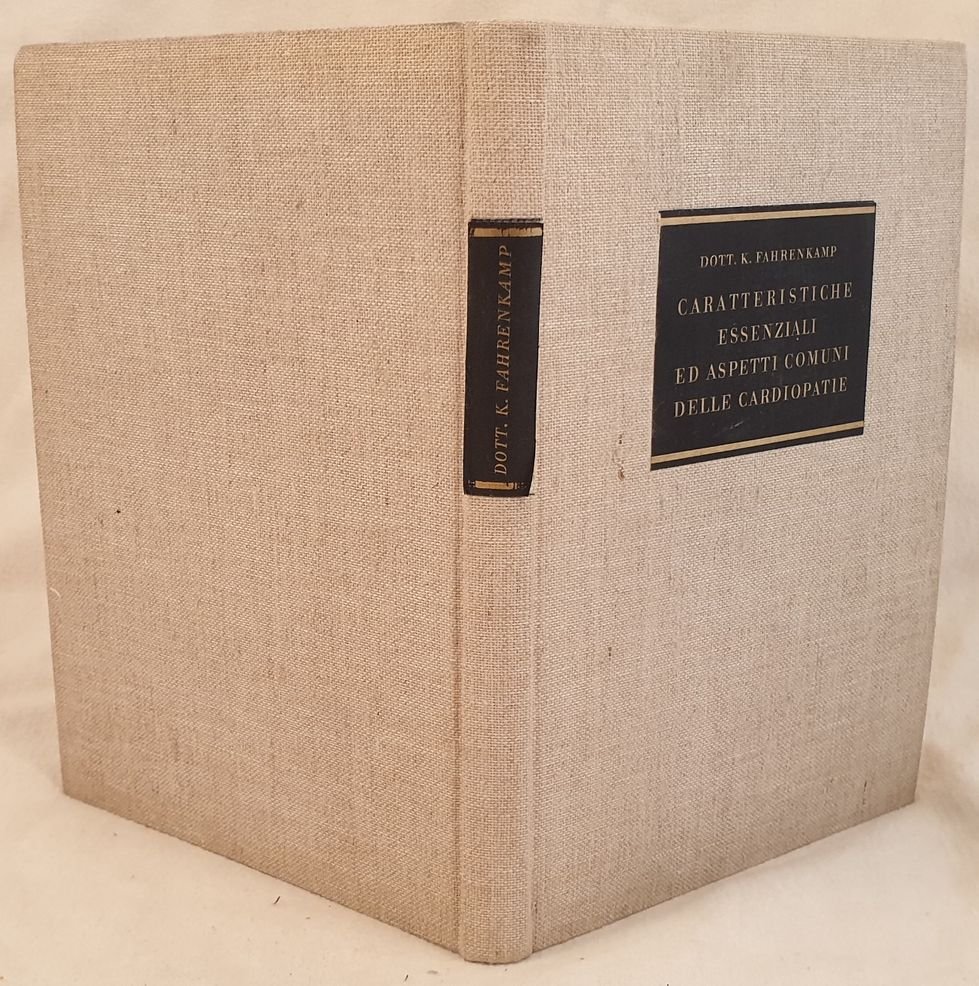 DOTT. K. FAHRENKAMP
DOTT. K. FAHRENKAMP
CARATTERISTICHE
ESSENZIALI
ED ASPETTI COMUNI
DELLE CARDIOPATIE